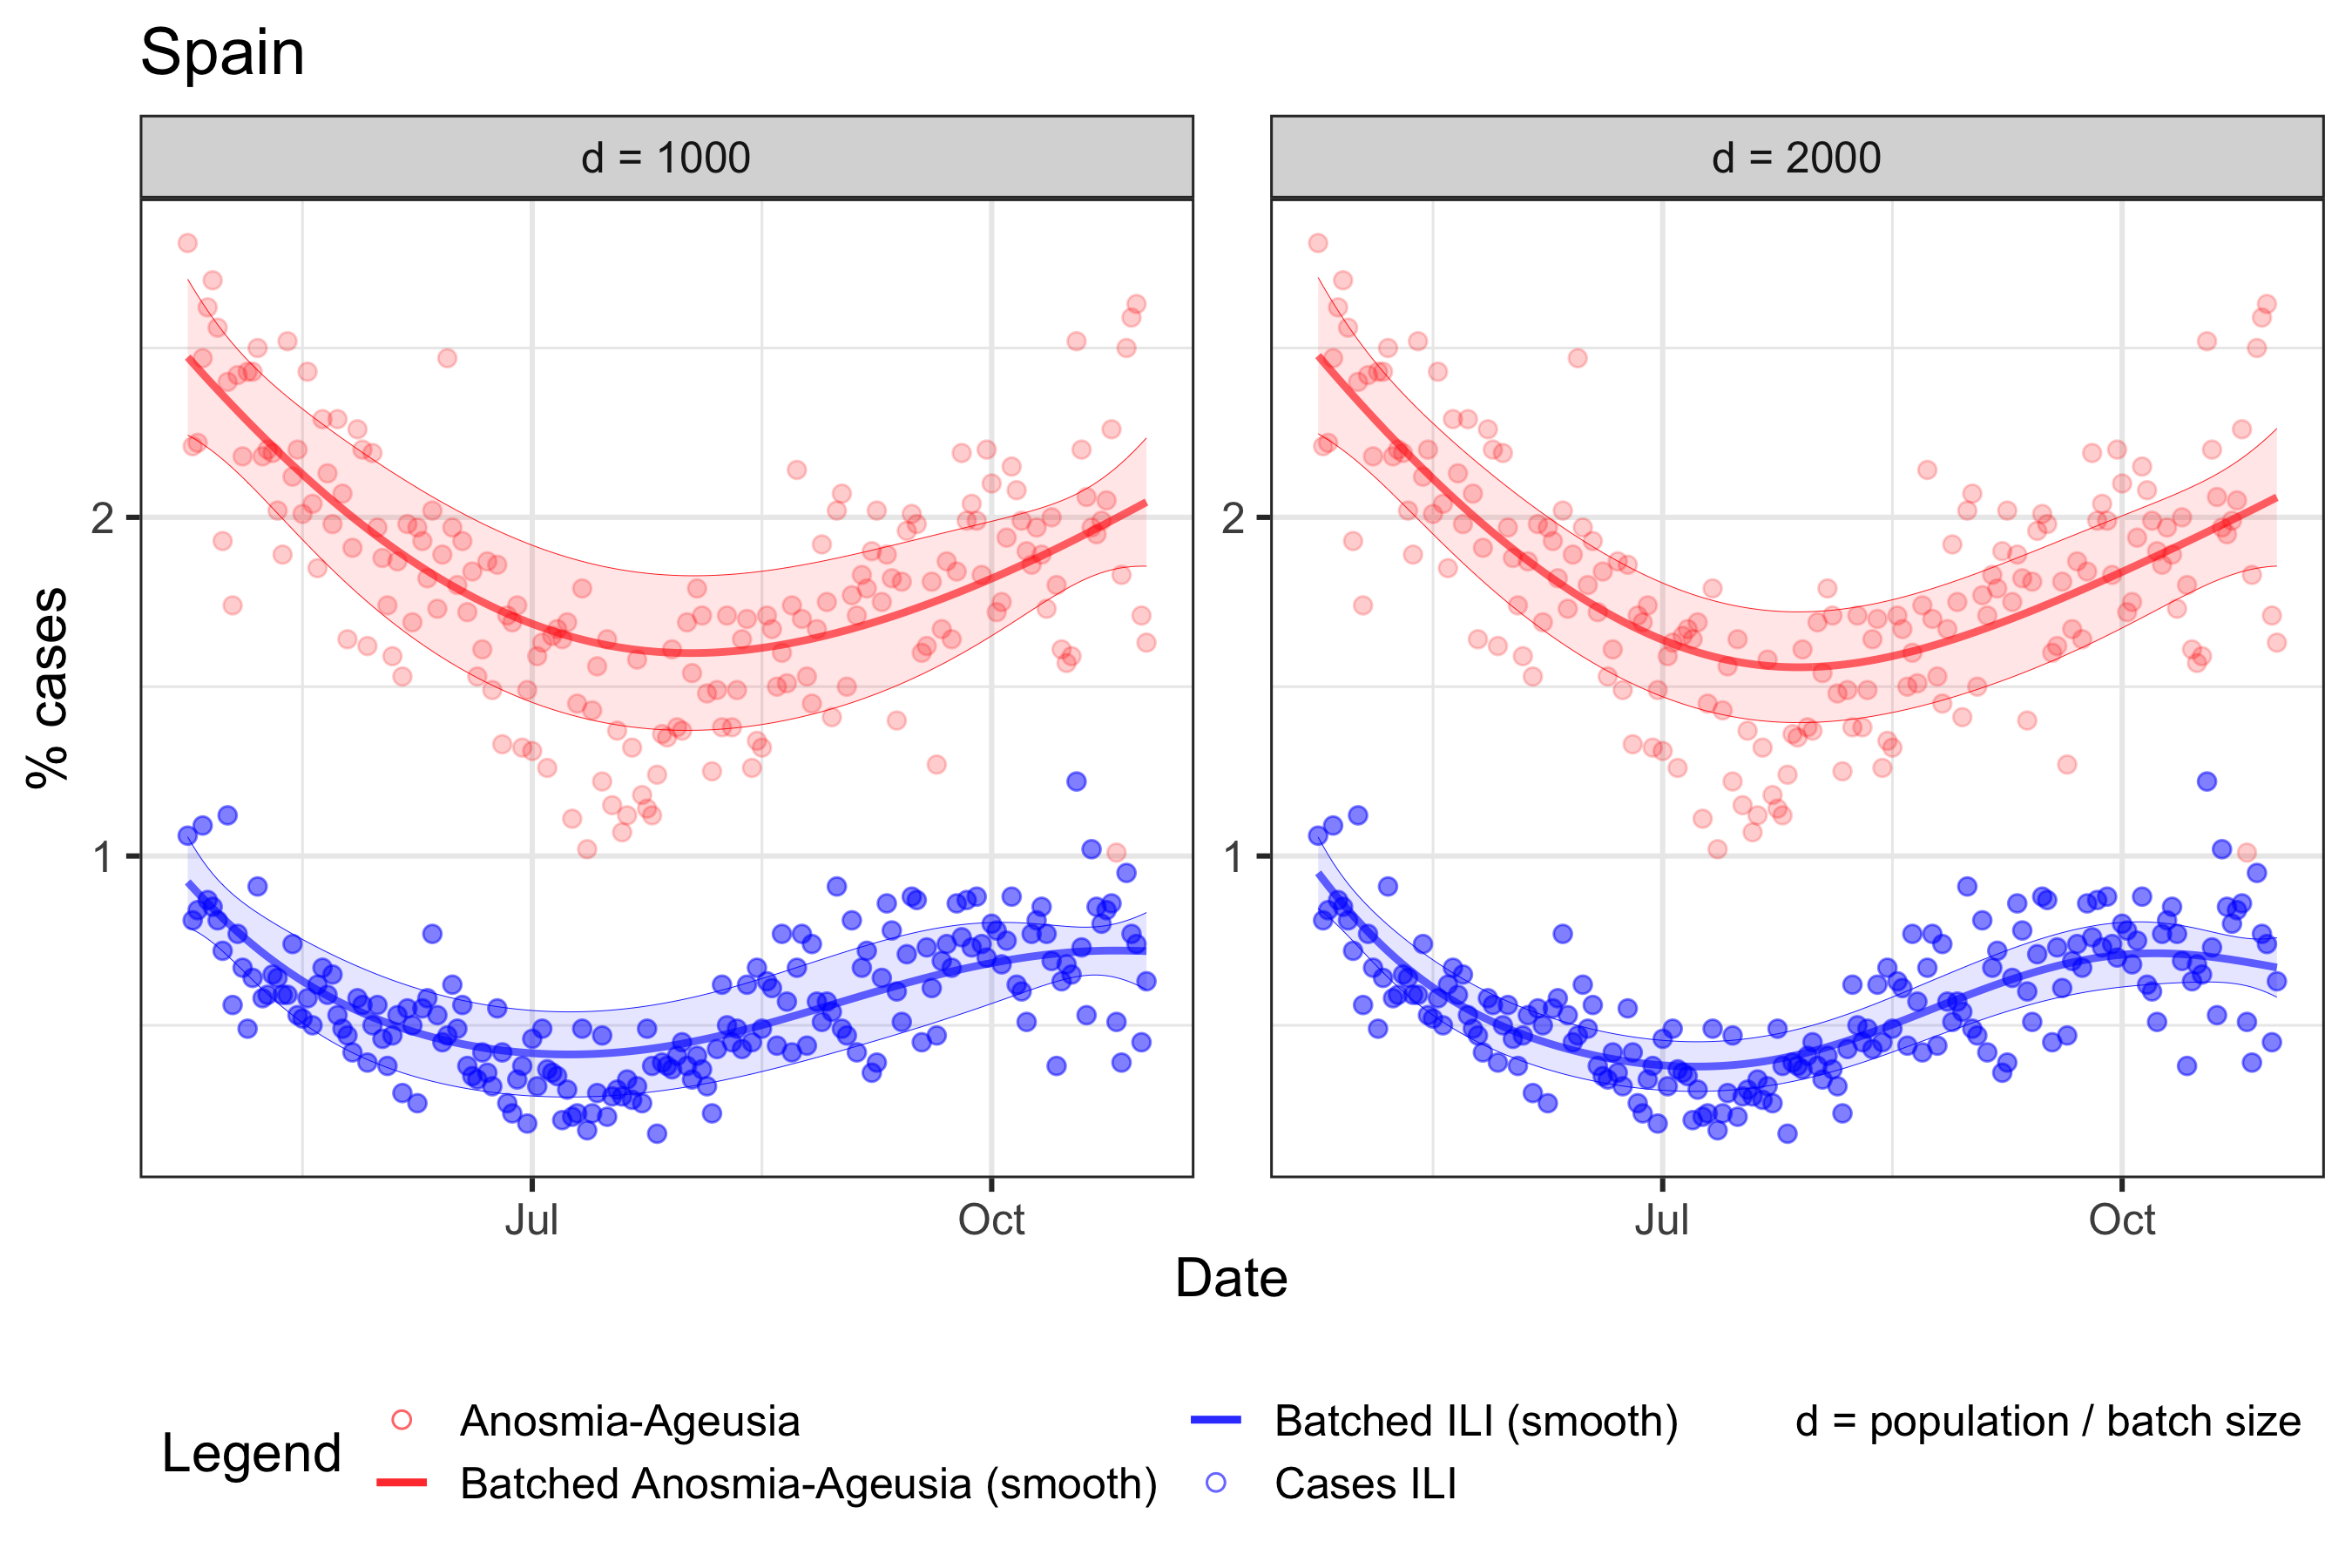 Spain
d = 1000
d = 2000
% cases
2
1
2
1
Jul
Oct
Jul
Oct
Date
Legend
Anosmia-Ageusia
Batched Anosmia-Ageusia (smooth)
Batched ILI (smooth)
Cases ILI
d = population / batch size